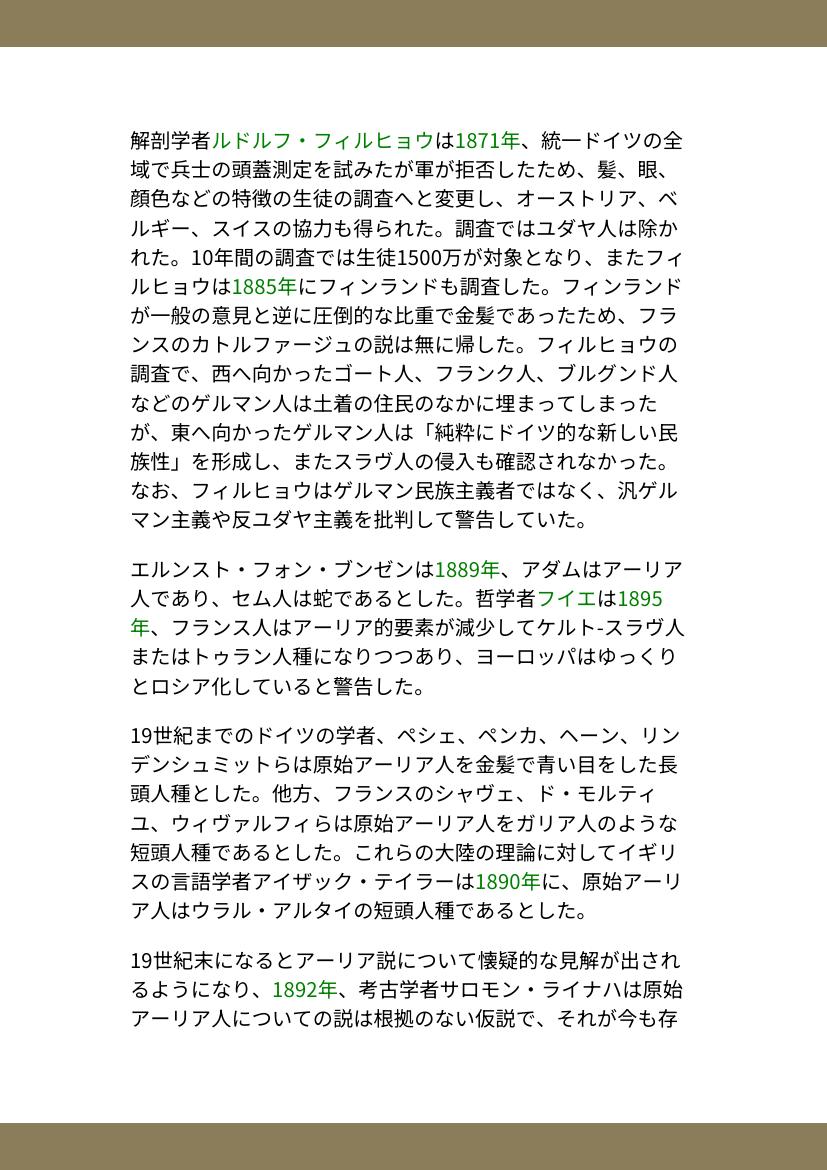 解剖学者ルドルフ・フィルヒョウは1871年、統一ドイツの全
域で兵士の頭蓋測定を試みたが軍が拒否したため、髪、眼、
顔色などの特徴の生徒の調査へと変更し、オーストリア、ベ
ルギー、スイスの協力も得られた。調査ではユダヤ人は除か
れた。10年間の調査では生徒1500万が対象となり、またフィ
ルヒョウは1885年にフィンランドも調査した。フィンランド
が一般の意見と逆に圧倒的な比重で金髪であったため、フラ
ンスのカトルファージュの説は無に帰した。フィルヒョウの
調査で、西へ向かったゴート人、フランク人、ブルグンド人
などのゲルマン人は土着の住民のなかに埋まってしまった
が、東へ向かったゲルマン人は「純粋にドイツ的な新しい民
族性」を形成し、またスラヴ人の侵入も確認されなかった。
なお、フィルヒョウはゲルマン民族主義者ではなく、汎ゲル
マン主義や反ユダヤ主義を批判して警告していた。
エルンスト・フォン・ブンゼンは1889年、アダムはアーリア
人であり、セム人は蛇であるとした。哲学者フイエは1895
年、フランス人はアーリア的要素が減少してケルト-スラヴ人
またはトゥラン人種になりつつあり、ヨーロッパはゆっくり
とロシア化していると警告した。
19世紀までのドイツの学者、ペシェ、ペンカ、ヘーン、リン
デンシュミットらは原始アーリア人を金髪で青い目をした長
頭人種とした。他方、フランスのシャヴェ、ド・モルティ
ユ、ウィヴァルフィらは原始アーリア人をガリア人のような
短頭人種であるとした。これらの大陸の理論に対してイギリ
スの言語学者アイザック・テイラーは1890年に、原始アーリ
ア人はウラル・アルタイの短頭人種であるとした。
19世紀末になるとアーリア説について懐疑的な見解が出され
るようになり、1892年、考古学者サロモン・ライナハは原始
アーリア人についての説は根拠のない仮説で、それが今も存